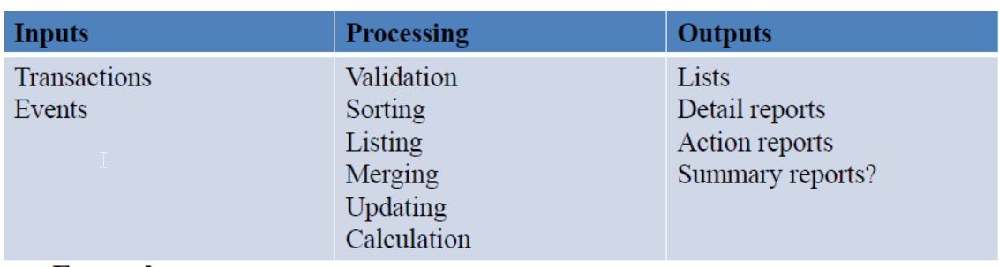 Inputs
Processing
Outputs
Transactions
Events
Validation
Sorting
Listing
Merging
Updating
Calculation
Lists
Detail reports
Action reports
Summary reports?